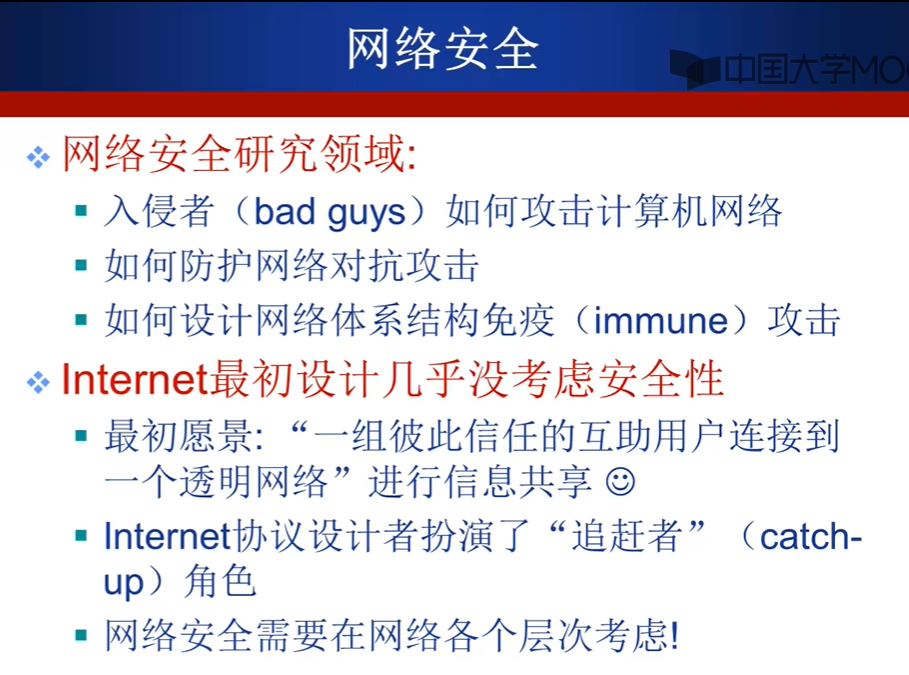 网络安全
中国大学MOO
网络安全研究领域:
入侵者（bad guys）如何攻击计算机网络
如何防护网络对抗攻击
如何设计网络体系结构免疫（immune）攻击
Internet最初设计几乎没考虑安全性
最初愿景: “一组彼此信任的互助用户连接到
一个透明网络”进行信息共享 ☺
Internet协议设计者扮演了“追赶者”（catch-
up）角色
网络安全需要在网络各个层次考虑!